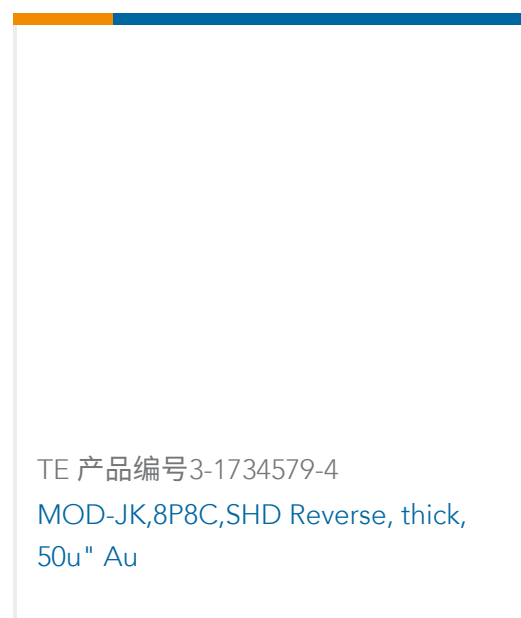 TE 产品编号3-1734579-4
MOD-JK,8P8C,SHD Reverse, thick,
50u" Au